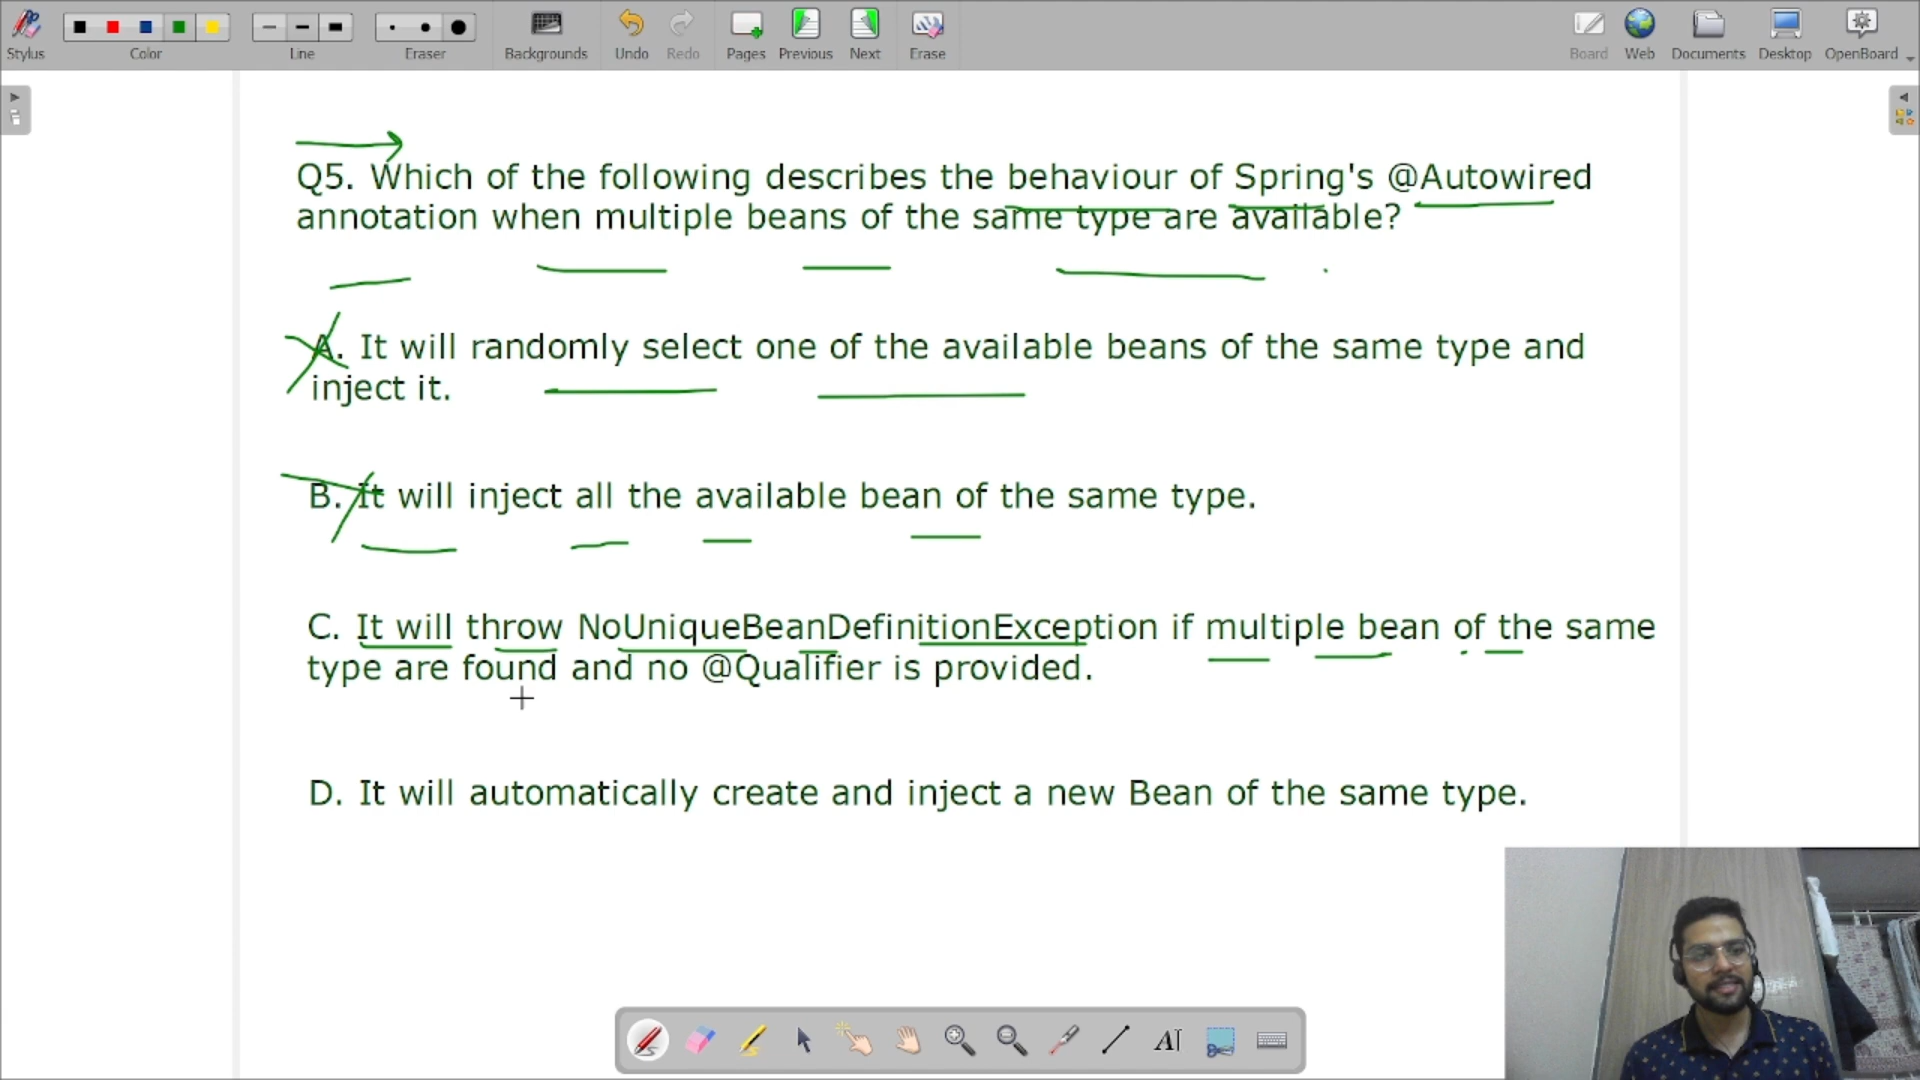 Stylus
Color
Line
Eraser
Backgrounds
Undo
Redo
Pages
Previous
Next
Erase
Board
Web
Documents
Desktop
OpenBoard
Q5. Which of the following describes the behaviour of Spring's @Autowired
annotation when multiple beans of the same type are available?
A. It will randomly select one of the available beans of the same type and
inject it.
B. It will inject all the available bean of the same type.
C. It will throw NoUniqueBeanDefinitionException if multiple bean of the same
type are found and no @Qualifier is provided.
D. It will automatically create and inject a new Bean of the same type.
AI